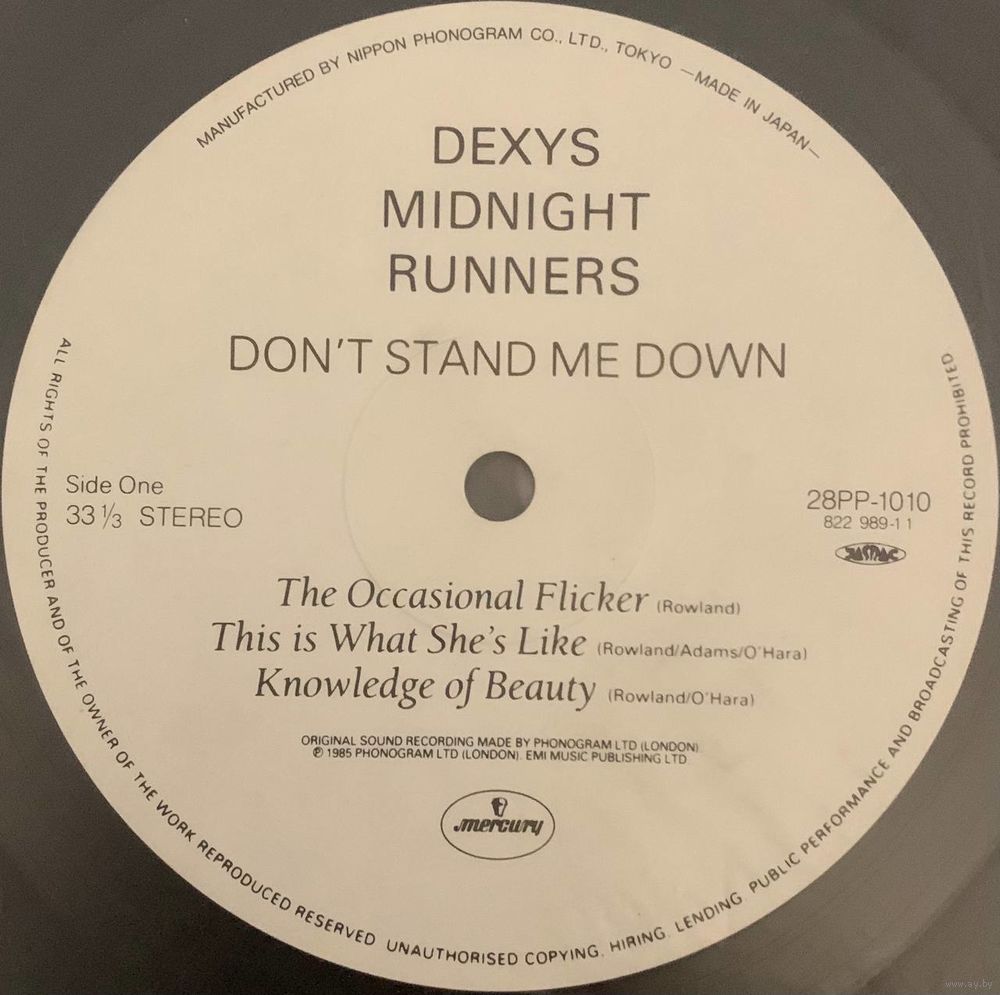 MANUFACTURED BY NIPPON PHONOGRAM CO., LTD., TOKYO —MADE IN JAPAN—
DEXYS
MIDNIGHT
RUNNERS
DON'T STAND ME DOWN
Side One
33 ⅓ STEREO
28PP-1010
822 989-1 1
The Occasional Flicker (Rowland)
This is What She's Like (Rowland/Adams/O'Hara)
Knowledge of Beauty (Rowland/O'Hara)
ORIGINAL SOUND RECORDING MADE BY PHONOGRAM LTD (LONDON)
℗ 1985 PHONOGRAM LTD (LONDON). EMI MUSIC PUBLISHING LTD
mercury
ALL RIGHTS OF THE PRODUCER AND OF THE OWNER OF THE WORK REPRODUCED RESERVED UNAUTHORISED COPYING, HIRING, LENDING, PUBLIC PERFORMANCE AND BROADCASTING OF THIS RECORD PROHIBITED
www.ay.by